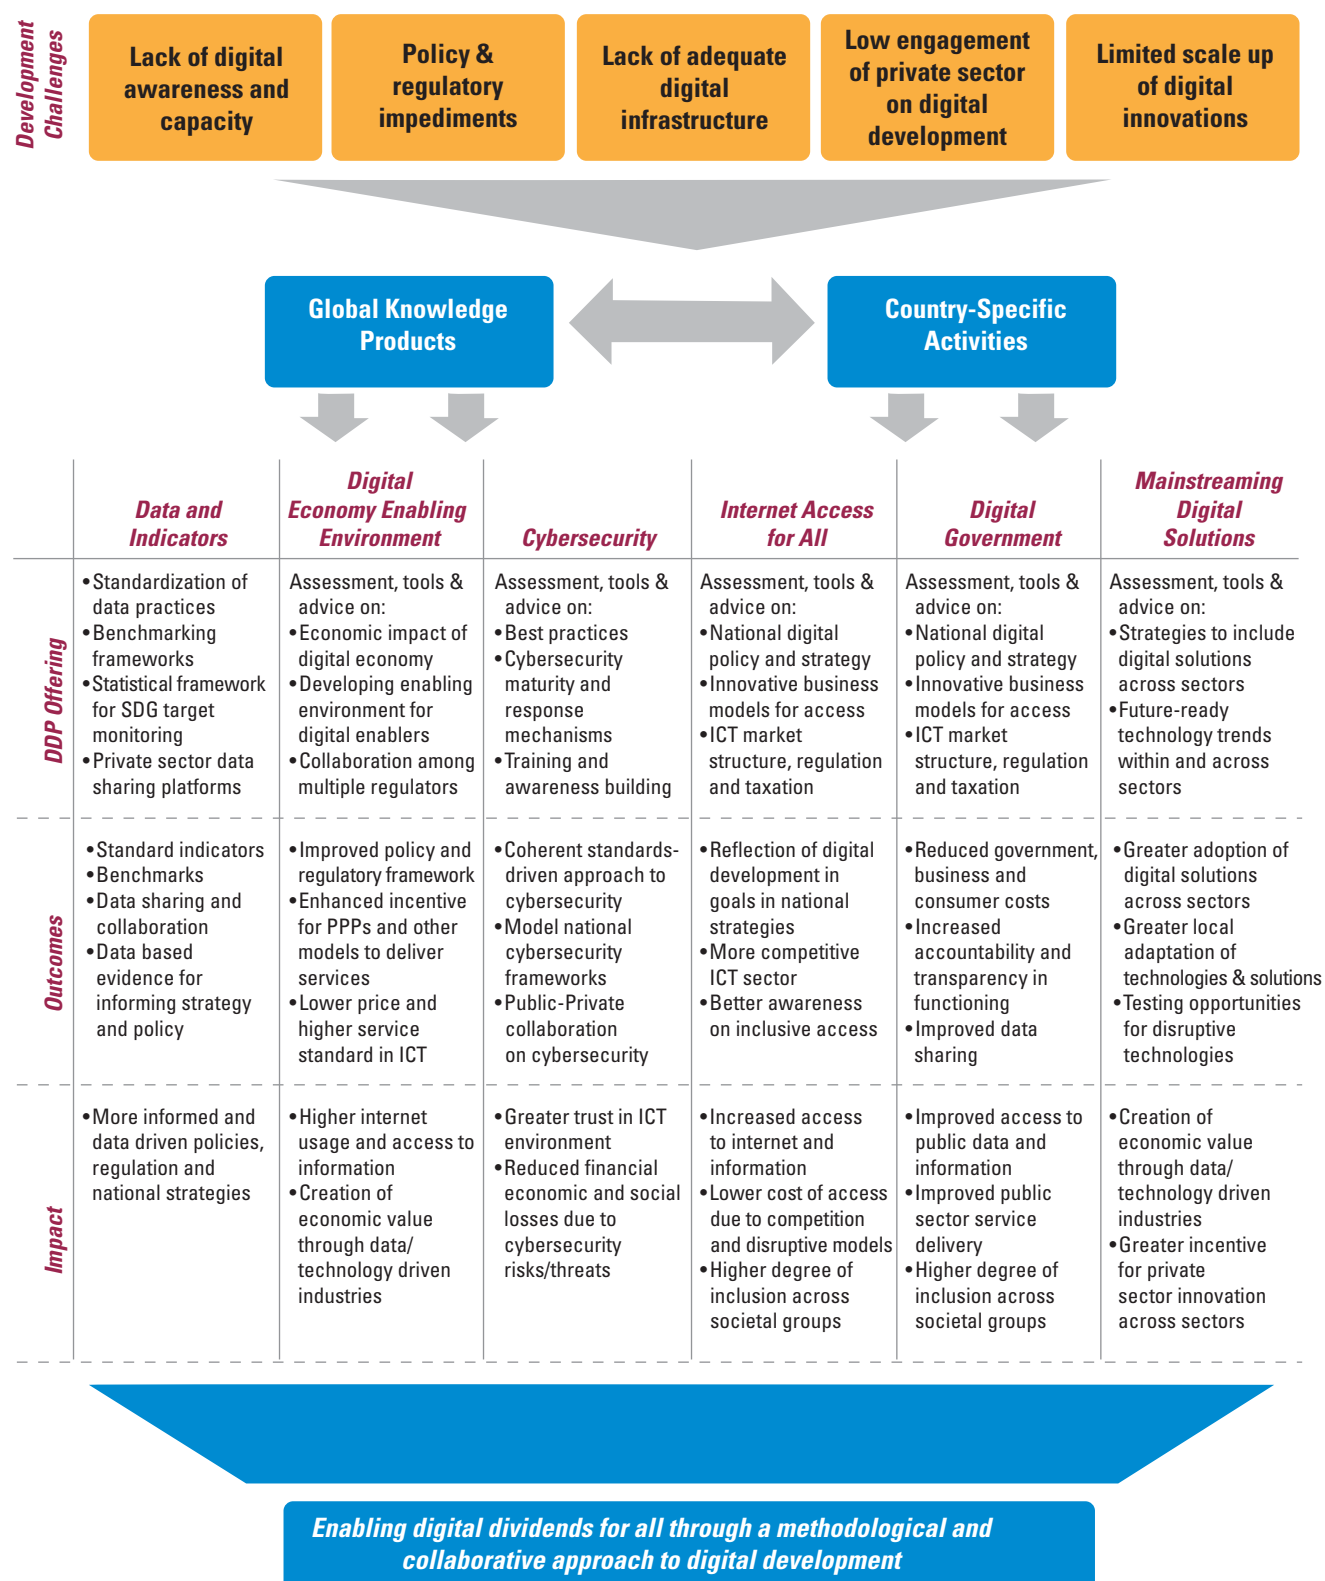 Development
Challenges
Lack of digital
awareness and
capacity
Policy &
regulatory
impediments
Lack of adequate
digital
infrastructure
Low engagement
of private sector
on digital
development
Limited scale up
of digital
innovations
Global Knowledge
Products
Country-Specific
Activities
Data and
Indicators
Digital
Economy Enabling
Environment
Cybersecurity
Internet Access
for All
Digital
Government
Mainstreaming
Digital
Solutions
DDP Offering
•Standardization of
data practices
•Benchmarking
frameworks
•Statistical framework
for SDG target
monitoring
•Private sector data
sharing platforms
Assessment, tools &
advice on:
•Economic impact of
digital economy
•Developing enabling
environment for
digital enablers
•Collaboration among
multiple regulators
Assessment, tools &
advice on:
•Best practices
•Cybersecurity
maturity and
response
mechanisms
•Training and
awareness building
Assessment, tools &
advice on:
•National digital
policy and strategy
•Innovative business
models for access
•ICT market
structure, regulation
and taxation
Assessment, tools &
advice on:
•National digital
policy and strategy
•Innovative business
models for access
•ICT market
structure, regulation
and taxation
Assessment, tools &
advice on:
•Strategies to include
digital solutions
across sectors
•Future-ready
technology trends
within and across
sectors
Outcomes
•Standard indicators
•Benchmarks
•Data sharing and
collaboration
•Data based
evidence for
informing strategy
and policy
•Improved policy and
regulatory framework
•Enhanced incentive
for PPPs and other
models to deliver
services
•Lower price and
higher service
standard in ICT
•Coherent standards-
driven approach to
cybersecurity
•Model national
cybersecurity
frameworks
•Public-Private
collaboration
on cybersecurity
•Reflection of digital
development in
goals in national
strategies
•More competitive
ICT sector
•Better awareness
on inclusive access
•Reduced government,
business and
consumer costs
•Increased
accountability and
transparency in
functioning
•Improved data
sharing
•Greater adoption of
digital solutions
across sectors
•Greater local
adaptation of
technologies & solutions
•Testing opportunities
for disruptive
technologies
Impact
•More informed and
data driven policies,
regulation and
national strategies
•Higher internet
usage and access to
information
•Creation of
economic value
through data/
technology driven
industries
•Greater trust in ICT
environment
•Reduced financial
economic and social
losses due to
cybersecurity
risks/threats
•Increased access
to internet and
information
•Lower cost of access
due to competition
and disruptive models
•Higher degree of
inclusion across
societal groups
•Improved access to
public data and
information
•Improved public
sector service
delivery
•Higher degree of
inclusion across
societal groups
•Creation of
economic value
through data/
technology driven
industries
•Greater incentive
for private
sector innovation
across sectors
Enabling digital dividends for all through a methodological and
collaborative approach to digital development